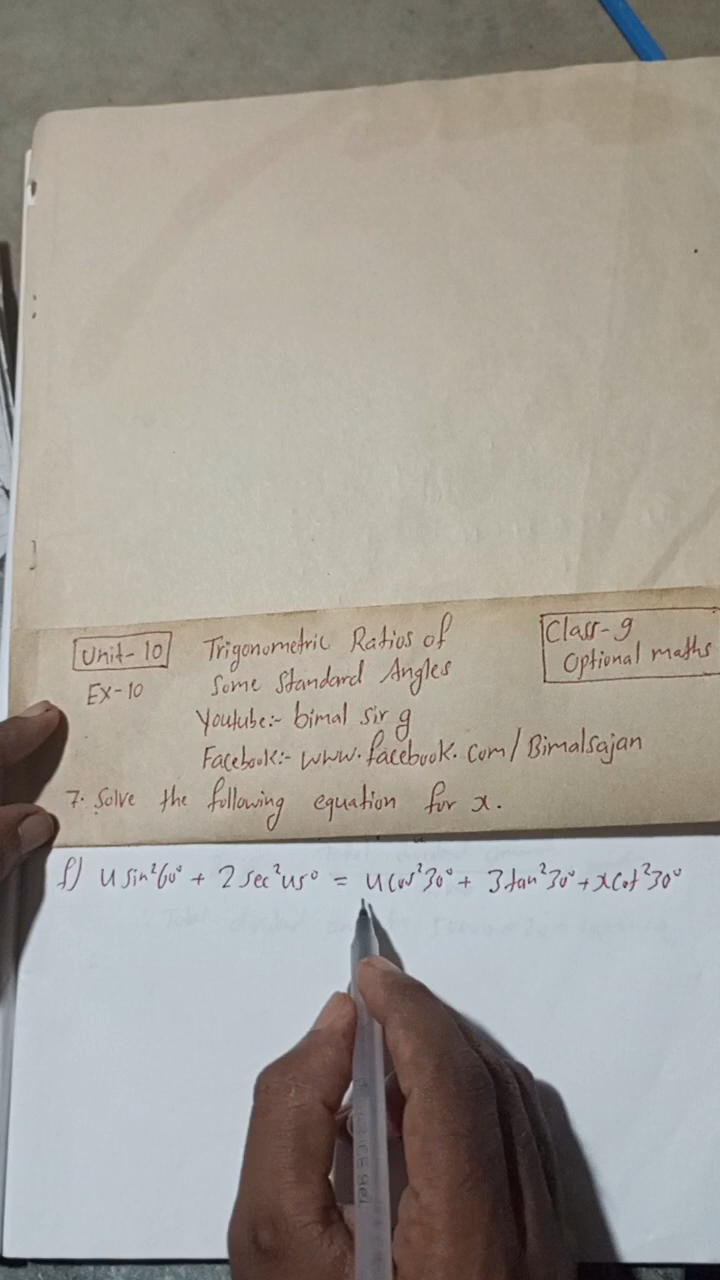 Unit-10 Trigonometric Ratios of Some Standard Angles
Ex-10
Class-9
Optional maths
Youtube:- bimal sir g
Facebook:- www.facebook.com/Bimalsajan
7. Solve the following equation for x.
f) 4 sin²60° + 2 sec²45° = 4 cos²30° + 3 tan²30° + x cot²30°